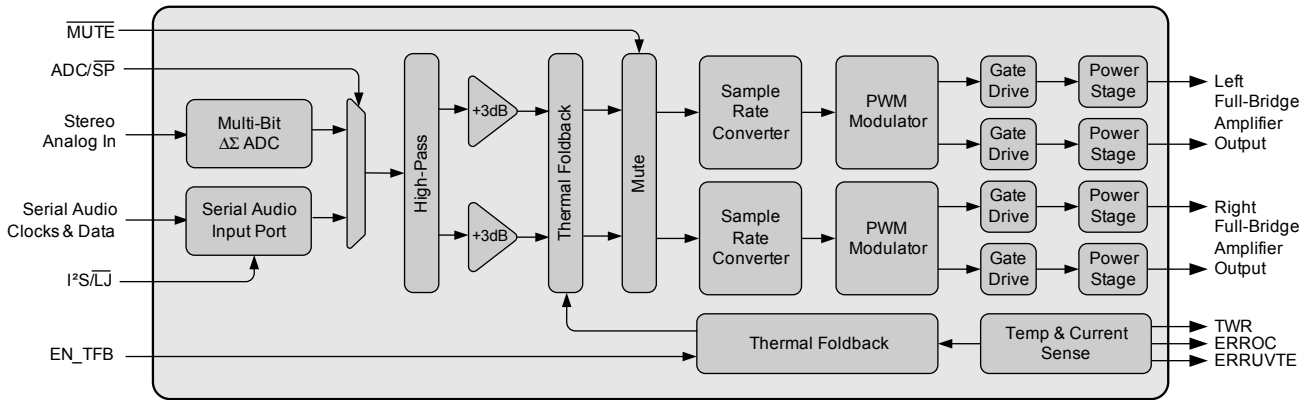 M̅U̅T̅E̅
ADC/S̅P̅
Stereo
Analog In
Serial Audio
Clocks & Data
I²S/L̅J̅
EN_TFB
Multi-Bit
ΔΣ ADC
Serial Audio
Input Port
High-Pass
+3dB
+3dB
Thermal Foldback
Mute
Sample
Rate
Converter
PWM
Modulator
Sample
Rate
Converter
PWM
Modulator
Gate
Drive
Power
Stage
Gate
Drive
Power
Stage
Gate
Drive
Power
Stage
Gate
Drive
Power
Stage
Left
Full-Bridge
Amplifier
Output
Right
Full-Bridge
Amplifier
Output
Thermal Foldback
Temp & Current
Sense
TWR
ERROC
ERRUVTE